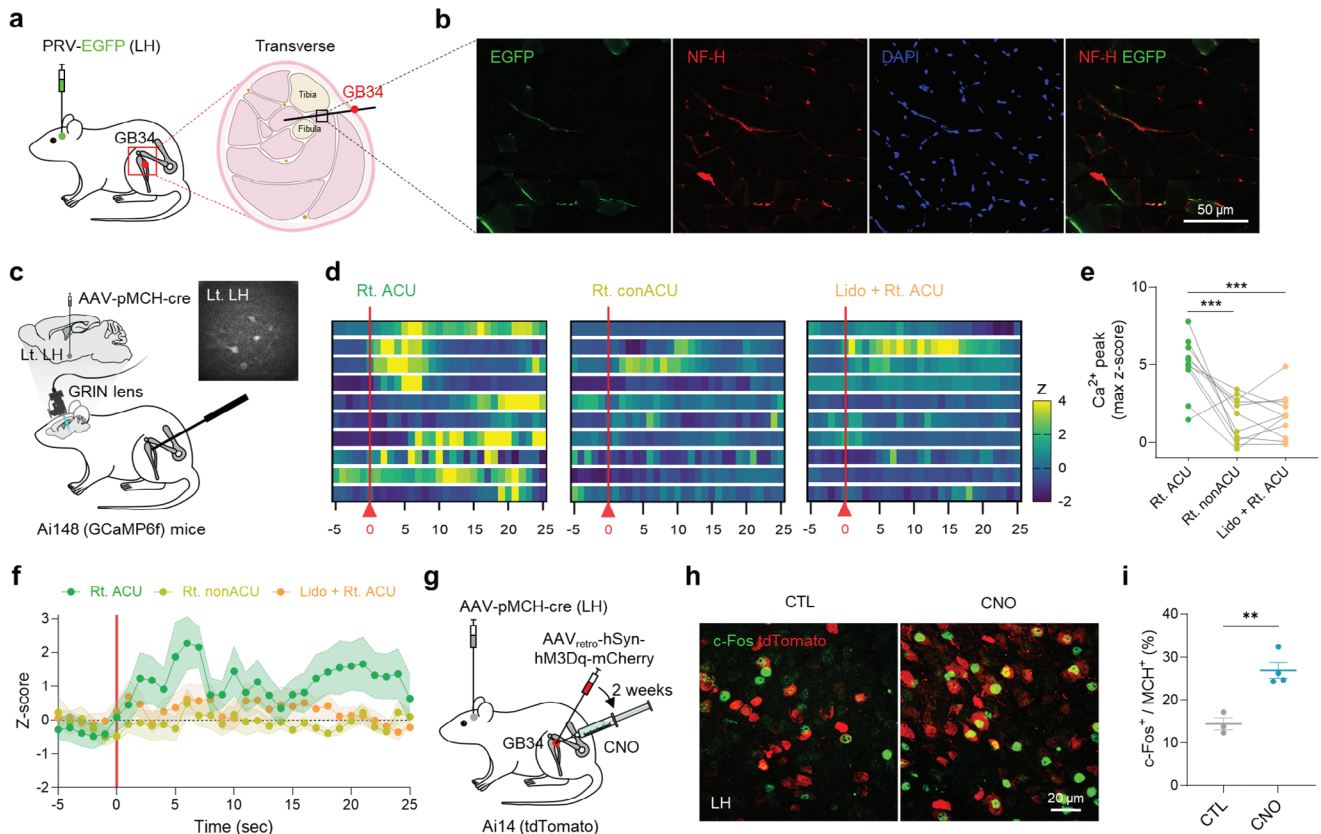 a
PRV-EGFP (LH)
GB34
Transverse
Tibia
Fibula
GB34
b
EGFP
NF-H
DAPI
NF-H EGFP
50 µm
c
AAV-pMCH-cre
Lt. LH
Lt. LH
GRIN lens
Ai148 (GCaMP6f) mice
d
Rt. ACU
Rt. conACU
Lido + Rt. ACU
-5 0 5 10 15 20 25
-5 0 5 10 15 20 25
-5 0 5 10 15 20 25
Z
4
2
0
-2
e
***
***
Ca2+ peak
(max z-score)
10
5
0
Rt. ACU
Rt. nonACU
Lido + Rt. ACU
f
Rt. ACU
Rt. nonACU
Lido + Rt. ACU
Z-score
3
2
1
0
-1
-2
-5 0 5 10 15 20 25
Time (sec)
g
AAV-pMCH-cre (LH)
AAVretro-hSyn-
hM3Dq-mCherry
2 weeks
CNO
GB34
Ai14 (tdTomato)
h
CTL
CNO
c-Fos tdTomato
LH
20 µm
i
**
c-Fos+ / MCH+ (%)
40
30
20
10
0
CTL
CNO